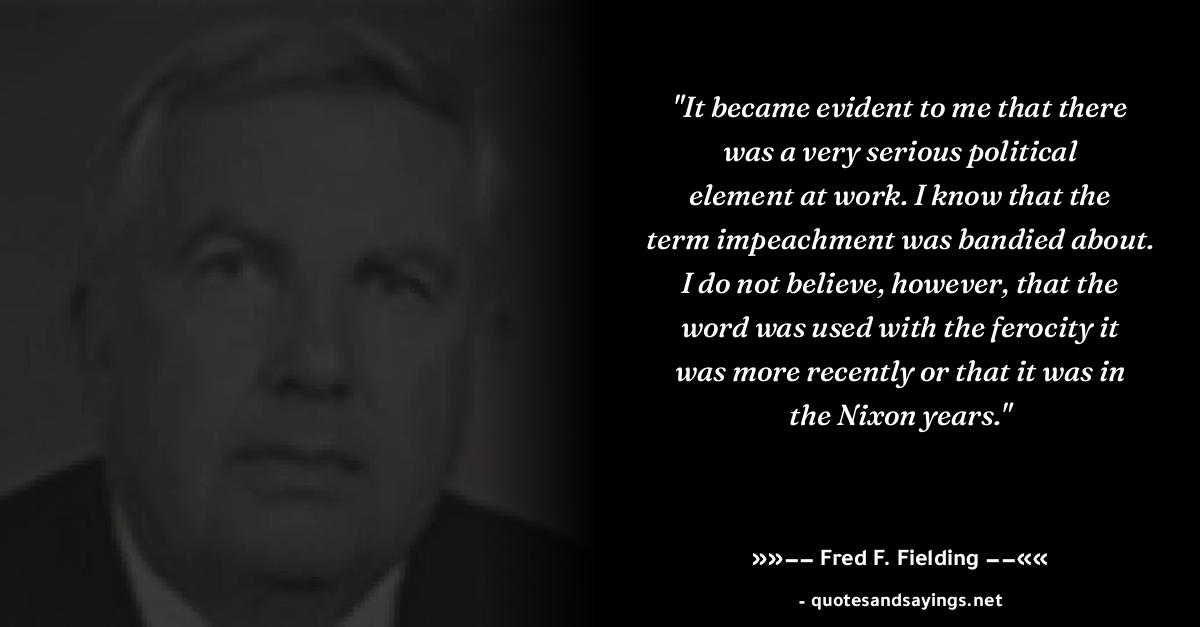 "It became evident to me that there
was a very serious political
element at work. I know that the
term impeachment was bandied about.
I do not believe, however, that the
word was used with the ferocity it
was more recently or that it was in
the Nixon years."
»»–– Fred F. Fielding ––««
- quotesandsayings.net